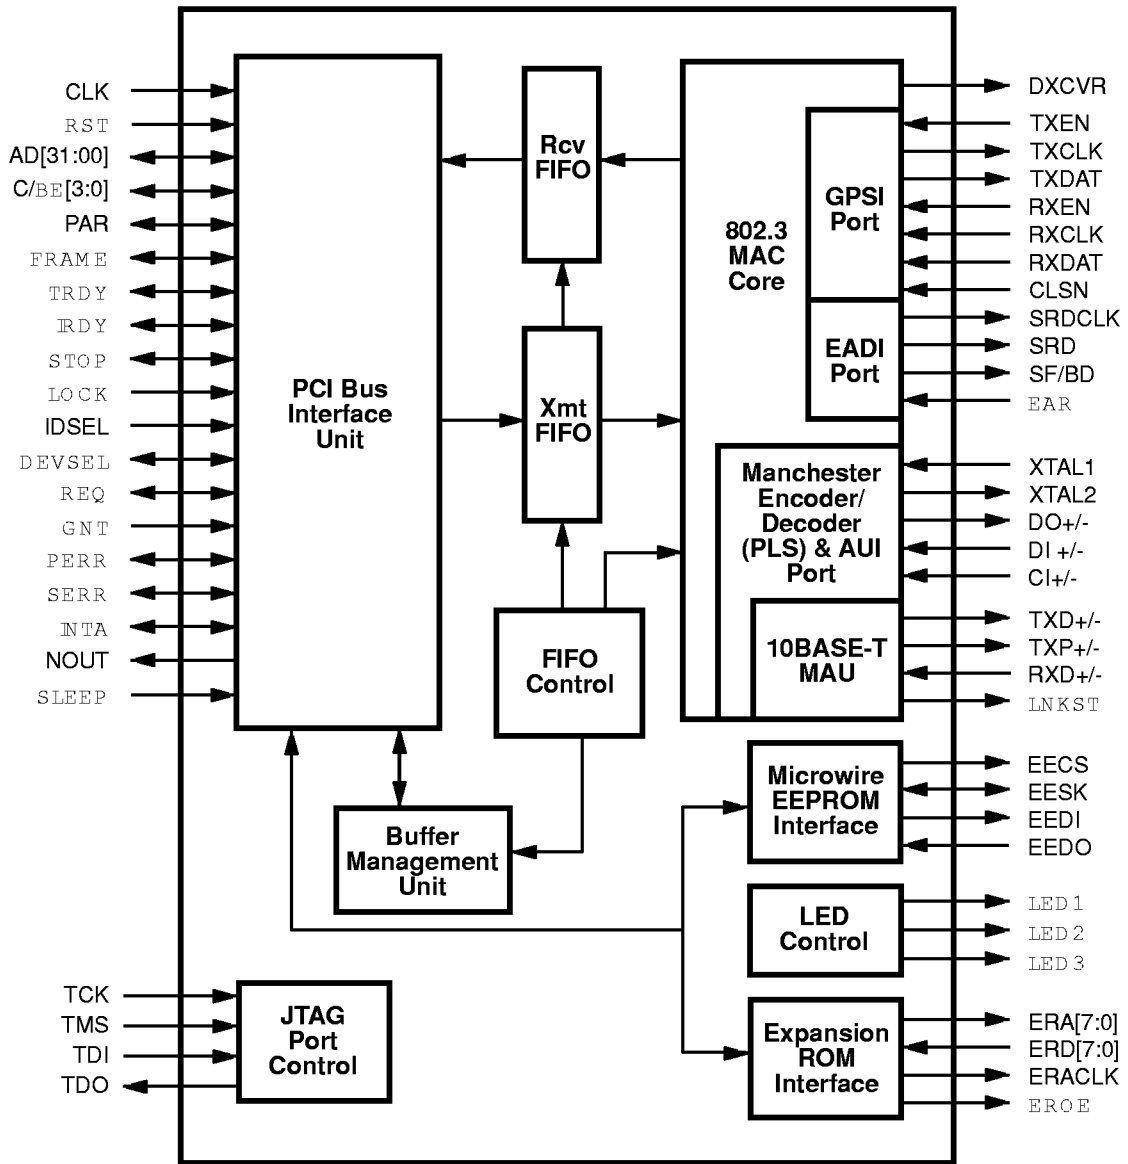 CLK
RST
AD[31:00]
C/BE[3:0]
PAR
FRAME
TRDY
IRDY
STOP
LOCK
IDSEL
DEVSEL
REQ
GNT
PERR
SERR
INTA
NOUT
SLEEP
TCK
TMS
TDI
TDO
PCI Bus
Interface
Unit
Rcv
FIFO
Xmt
FIFO
FIFO
Control
Buffer
Management
Unit
JTAG
Port
Control
802.3
MAC
Core
GPSI
Port
EADI
Port
Manchester
Encoder/
Decoder
(PLS) & AUI
Port
10BASE-T
MAU
Microwire
EEPROM
Interface
LED
Control
Expansion
ROM
Interface
DXCVR
TXEN
TXCLK
TXDAT
RXEN
RXCLK
RXDAT
CLSN
SRDCLK
SRD
SF/BD
EAR
XTAL1
XTAL2
DO+/-
DI +/-
CI+/-
TXD+/-
TXP+/-
RXD+/-
LNKST
EECS
EESK
EEDI
EEDO
LED1
LED2
LED3
ERA[7:0]
ERD[7:0]
ERACLK
EROE